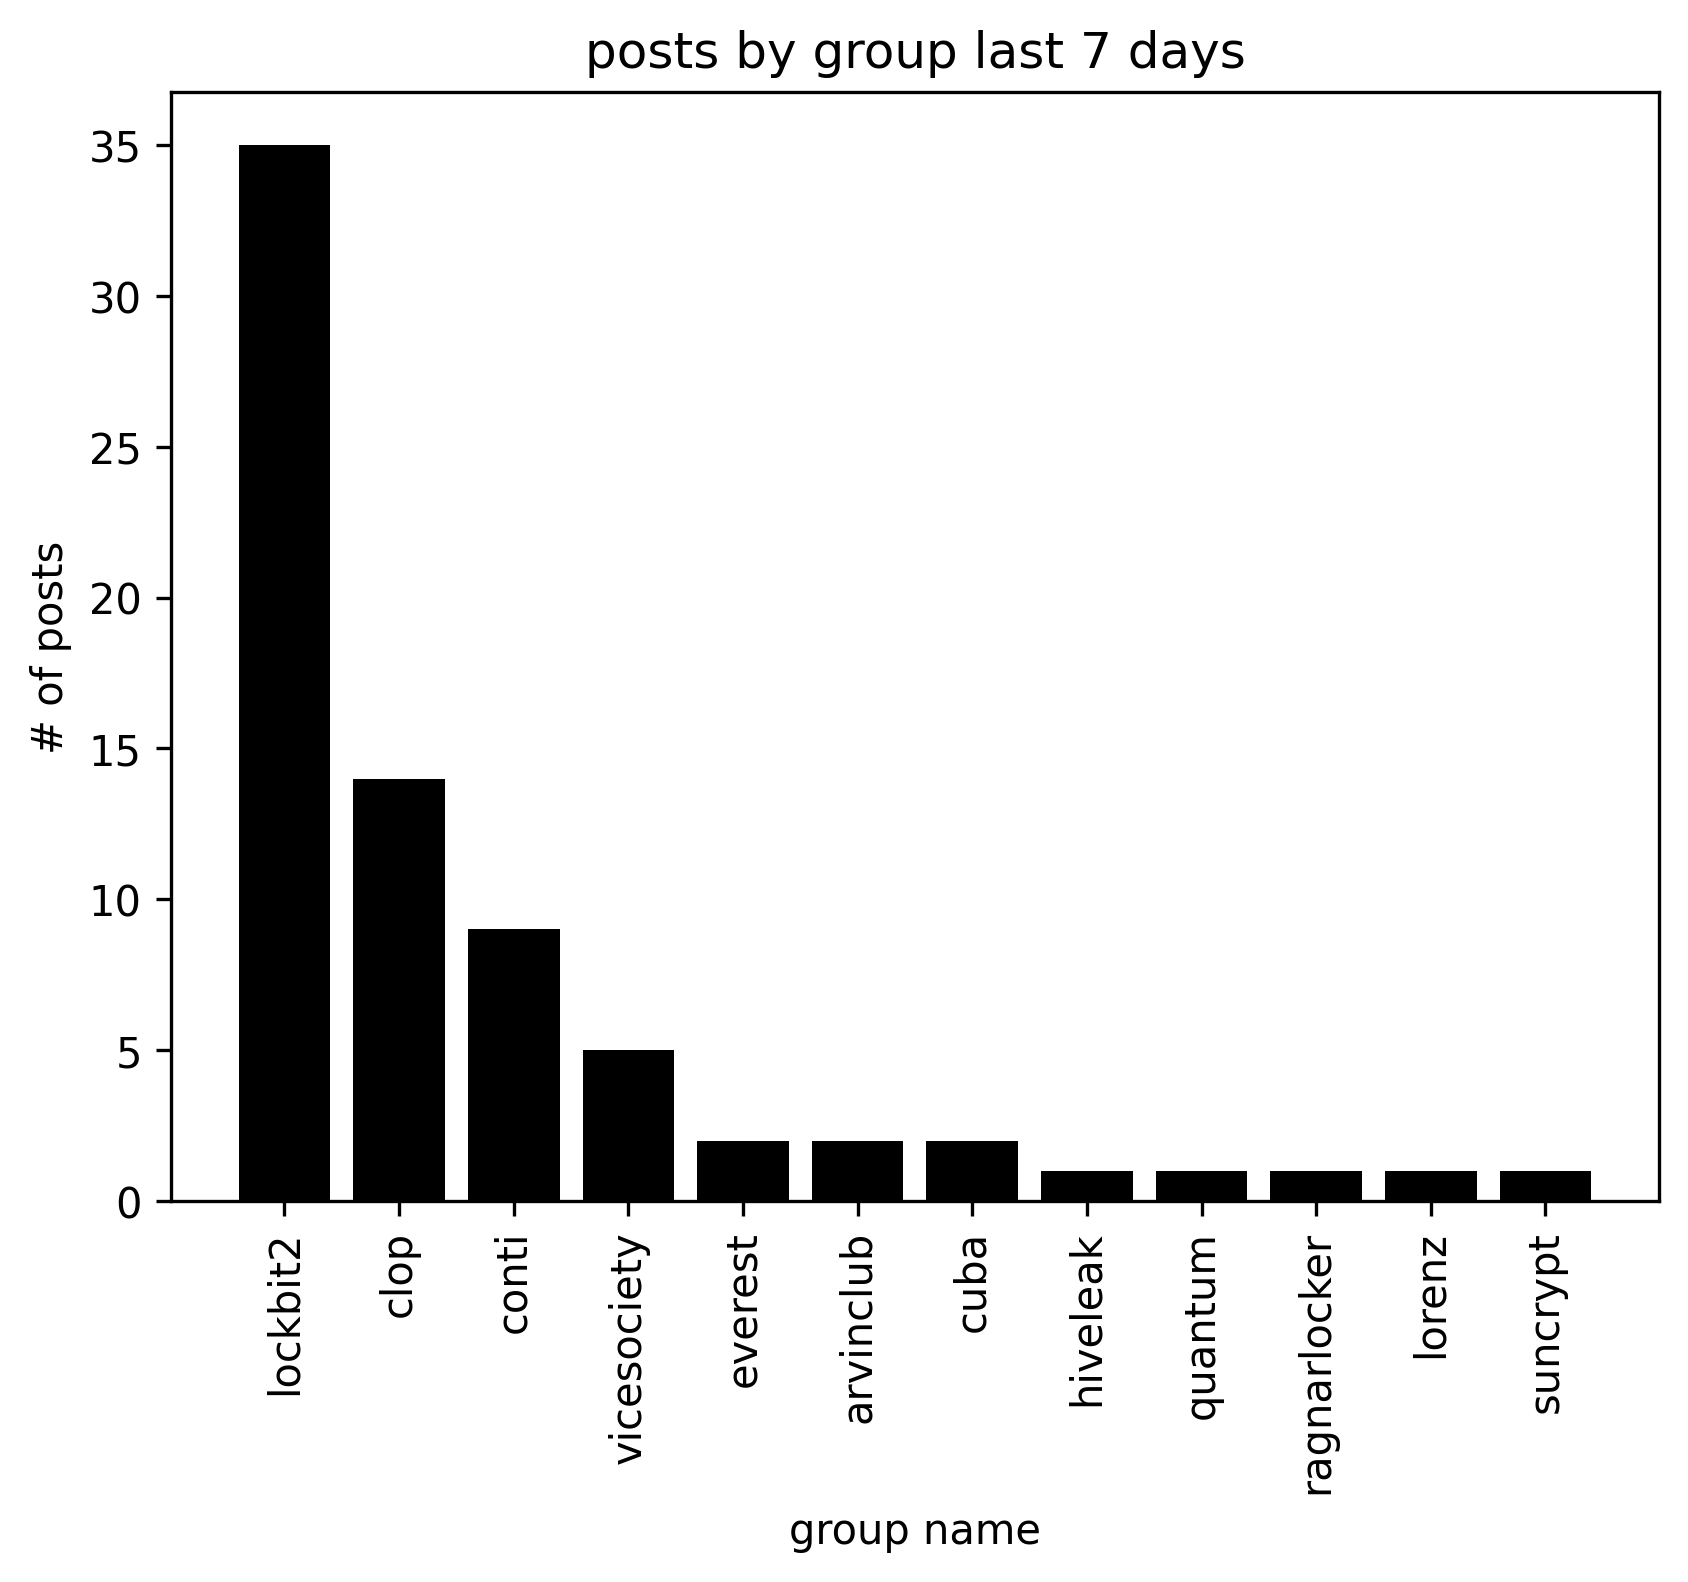 posts by group last 7 days
# of posts
35
30
25
20
15
10
5
0
lockbit2
clop
conti
vicesociety
everest
arvinclub
cuba
hiveleak
quantum
ragnarlocker
lorenz
suncrypt
group name